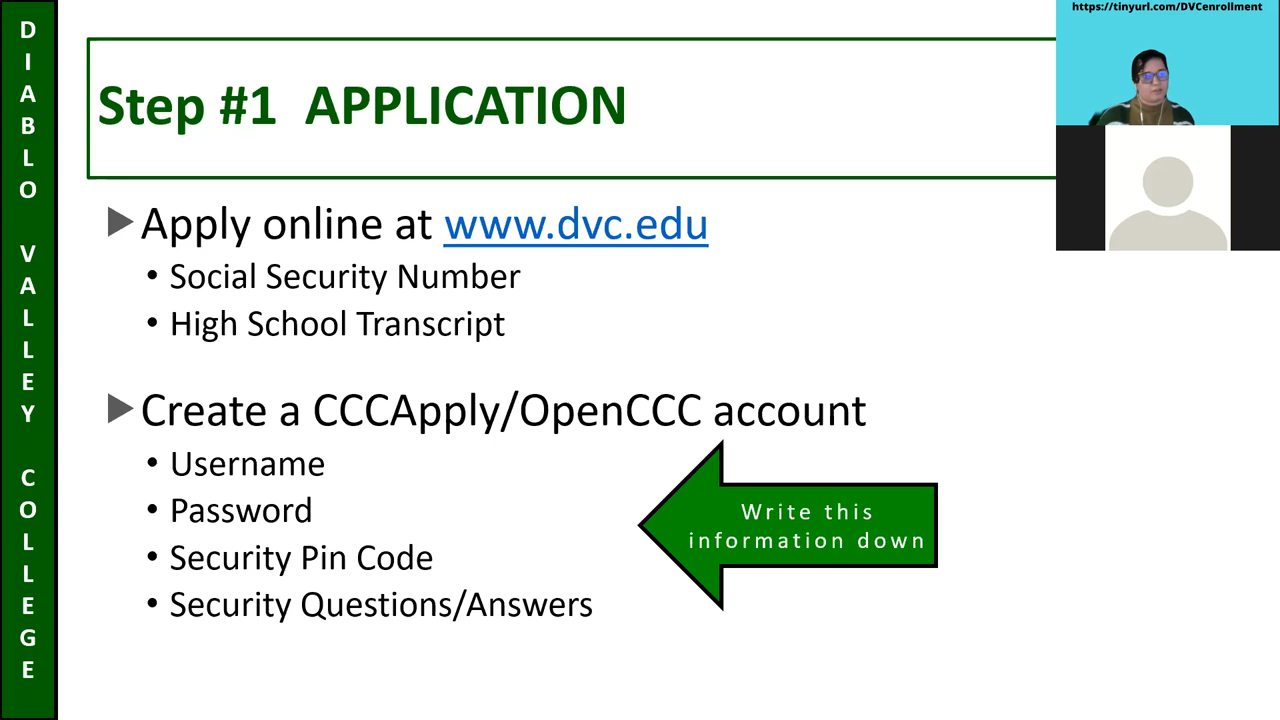 DIABLO VALLEY COLLEGE
https://tinyurl.com/DVCenrollment
Step #1 APPLICATION
Apply online at www.dvc.edu
• Social Security Number
• High School Transcript
Create a CCCApply/OpenCCC account
• Username
• Password
• Security Pin Code
• Security Questions/Answers
Write this
information down